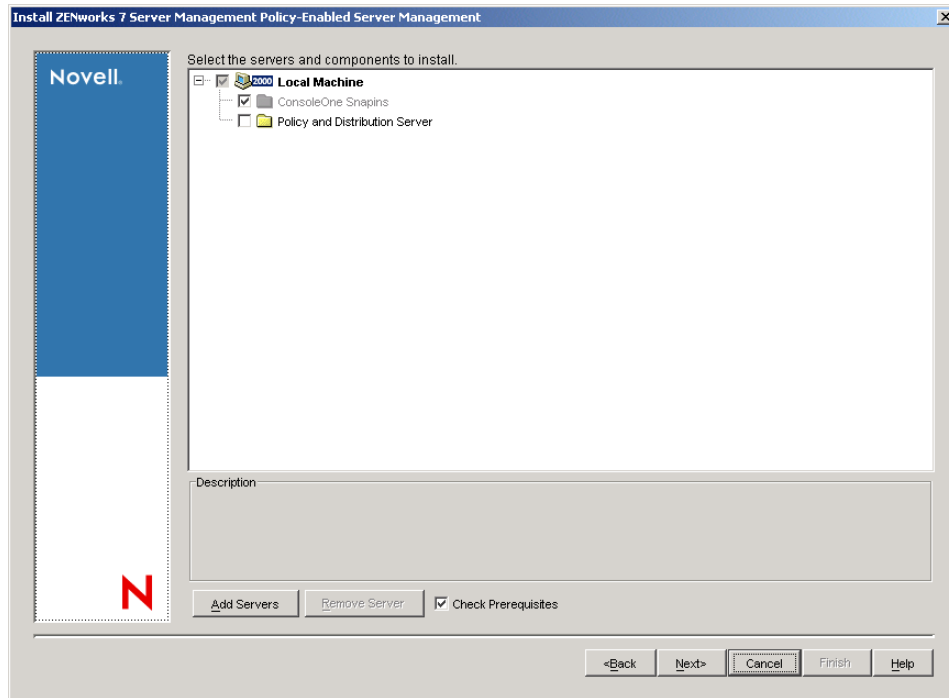 Install ZENworks 7 Server Management Policy-Enabled Server Management
Novell.
Select the servers and components to install.
2000 Local Machine
ConsoleOne Snapins
Policy and Distribution Server
Description
N
Add Servers Remove Server Check Prerequisites
<Back Next> Cancel Finish Help